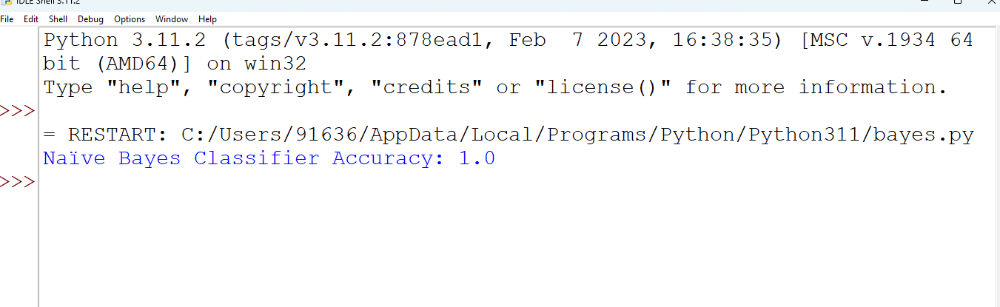 IDLE Shell 3.11.2
File Edit Shell Debug Options Window Help
Python 3.11.2 (tags/v3.11.2:878ead1, Feb  7 2023, 16:38:35) [MSC v.1934 64
bit (AMD64)] on win32
Type "help", "copyright", "credits" or "license()" for more information.
>>>
= RESTART: C:/Users/91636/AppData/Local/Programs/Python/Python311/bayes.py
Naïve Bayes Classifier Accuracy: 1.0
>>>